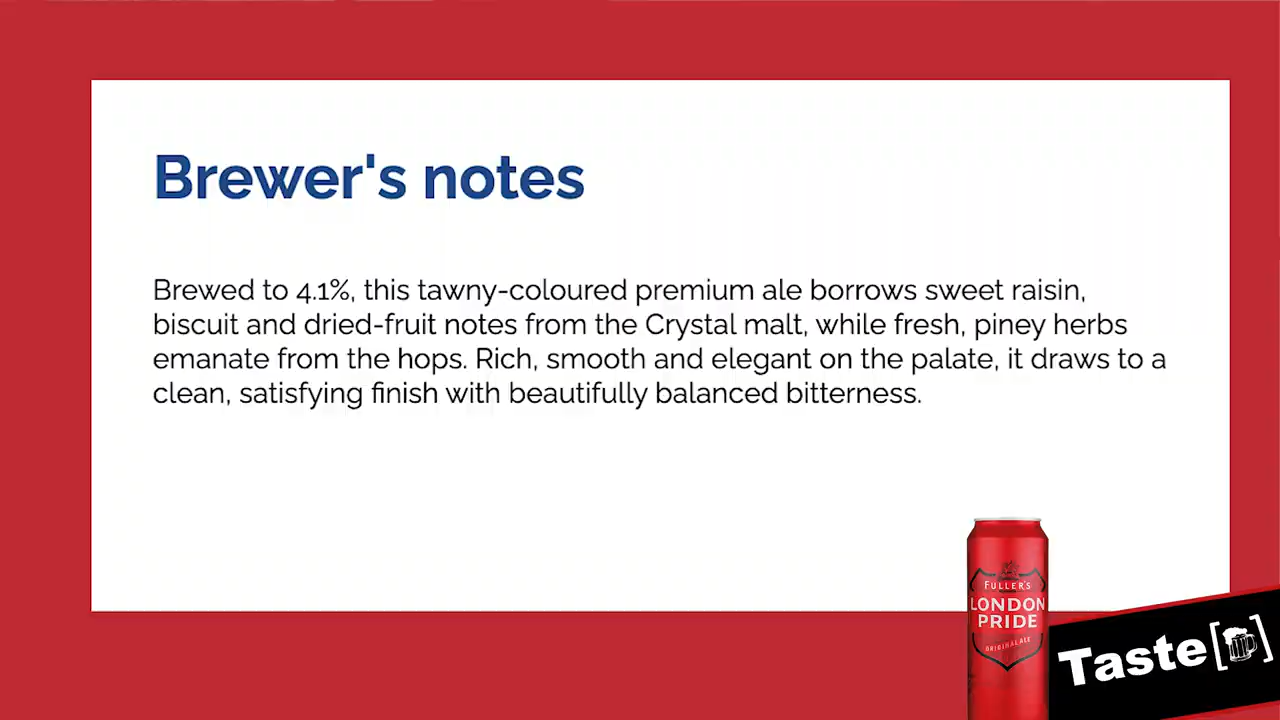 Brewer's notes
Brewed to 4.1%, this tawny-coloured premium ale borrows sweet raisin,
biscuit and dried-fruit notes from the Crystal malt, while fresh, piney herbs
emanate from the hops. Rich, smooth and elegant on the palate, it draws to a
clean, satisfying finish with beautifully balanced bitterness.
FULLER'S
LONDON
PRIDE
ORIGINAL ALE
Taste[]